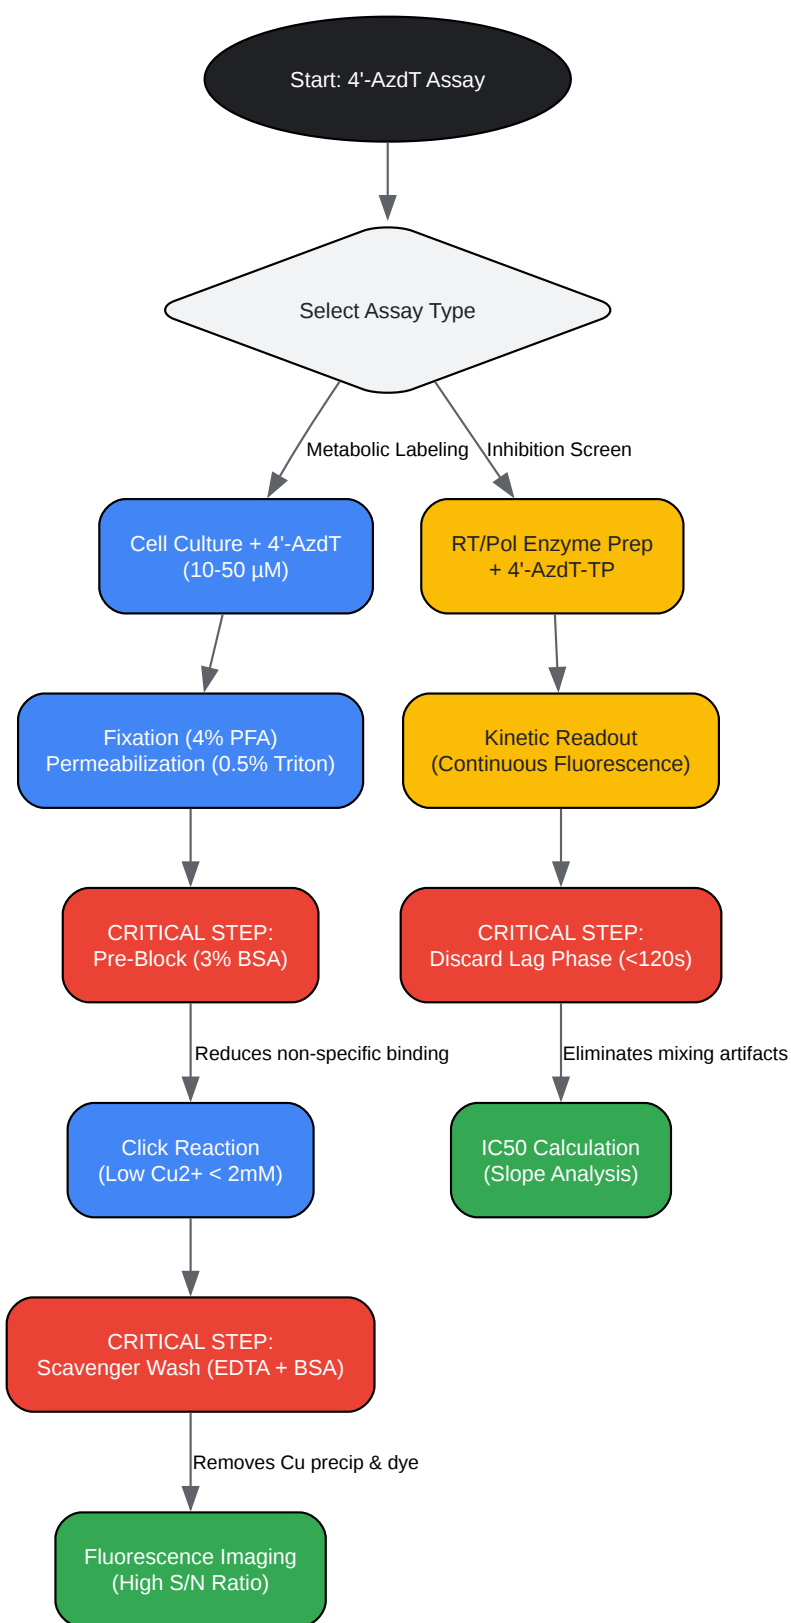 Start: 4'-AzdT Assay
Select Assay Type
Metabolic Labeling
Inhibition Screen
Cell Culture + 4'-AzdT
(10-50 µM)
RT/Pol Enzyme Prep
+ 4'-AzdT-TP
Fixation (4% PFA)
Permeabilization (0.5% Triton)
Kinetic Readout
(Continuous Fluorescence)
CRITICAL STEP:
Pre-Block (3% BSA)
CRITICAL STEP:
Discard Lag Phase (<120s)
Reduces non-specific binding
Eliminates mixing artifacts
Click Reaction
(Low Cu2+ < 2mM)
IC50 Calculation
(Slope Analysis)
CRITICAL STEP:
Scavenger Wash (EDTA + BSA)
Removes Cu precip & dye
Fluorescence Imaging
(High S/N Ratio)